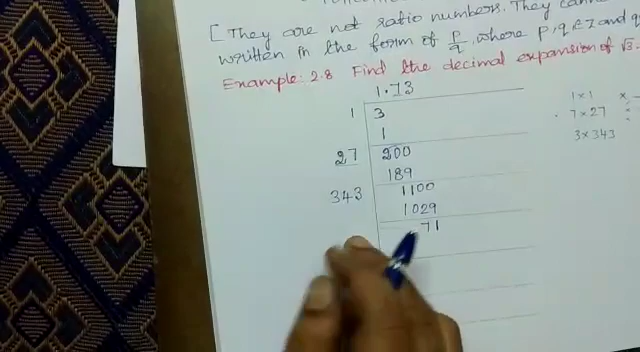 [They are not ratio numbers. They
written in the form of p/q, where p, q ∈ Z and
Example: 2.8 Find the decimal expansion of √3.
1.73
1 3
1
27 200
189
343 1100
1029
71
1 × 1
7 × 27
3 × 343